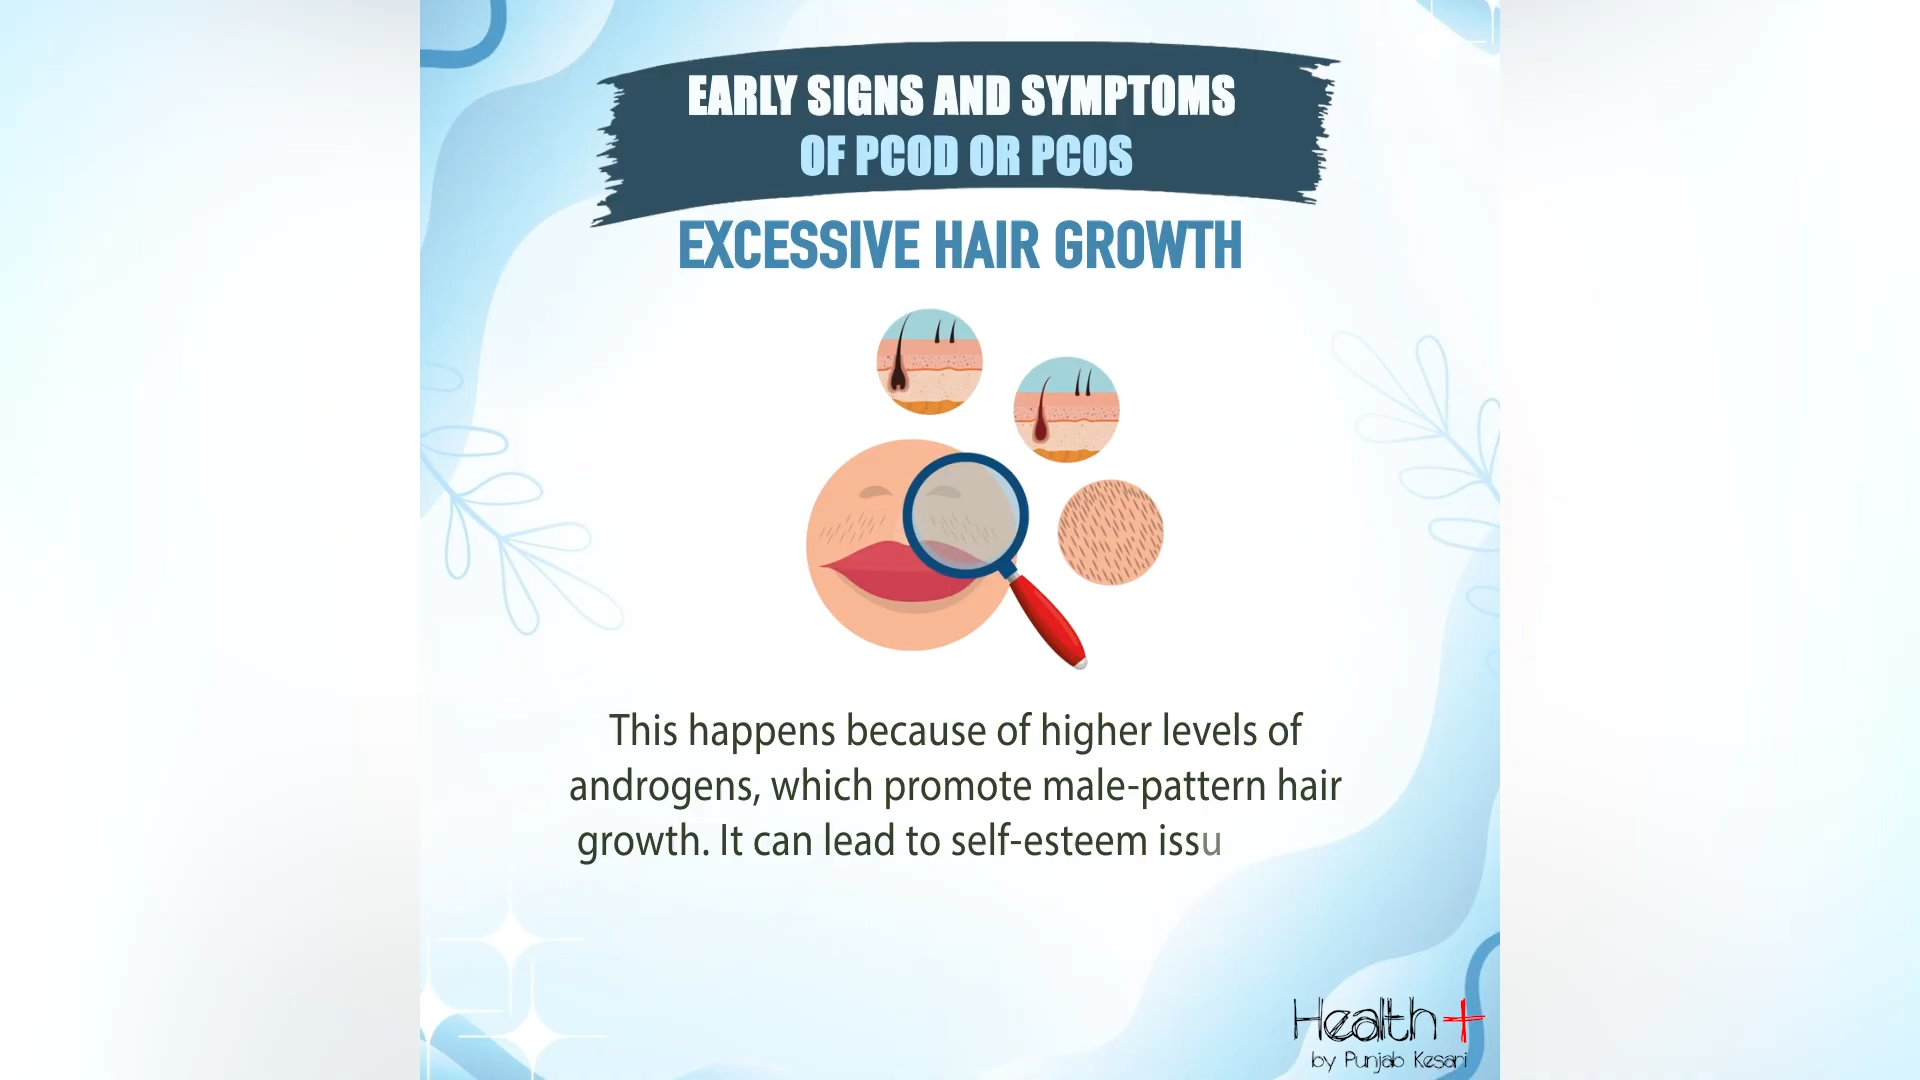 EARLY SIGNS AND SYMPTOMS
OF PCOD OR PCOS
EXCESSIVE HAIR GROWTH
This happens because of higher levels of
androgens, which promote male-pattern hair
growth. It can lead to self-esteem issu
Health+
by Punjab Kesari